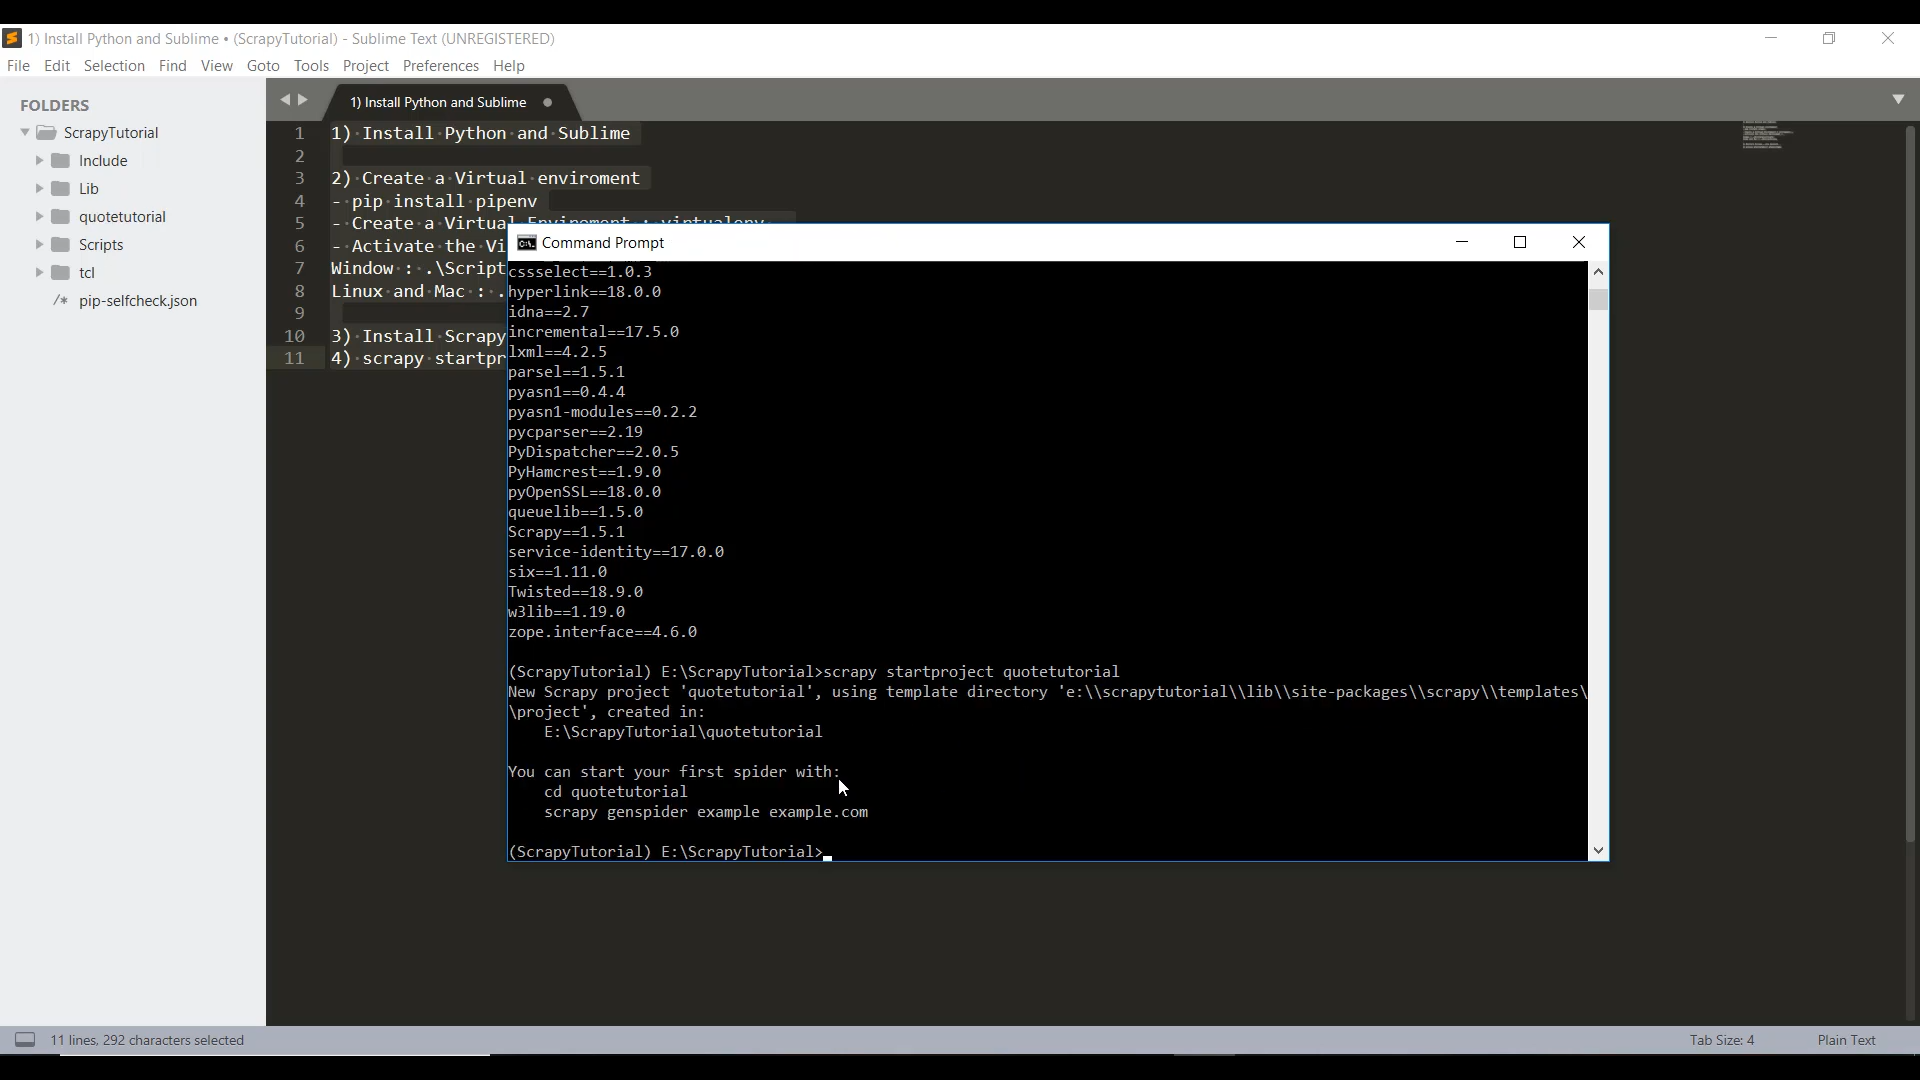 1) Install Python and Sublime • (ScrapyTutorial) - Sublime Text (UNREGISTERED)
File Edit Selection Find View Goto Tools Project Preferences Help
FOLDERS
ScrapyTutorial
Include
Lib
quotetutorial
Scripts
tcl
/* pip-selfcheck.json
1) Install Python and Sublime
1 1) Install Python and Sublime
2
3 2) Create a Virtual enviroment
4 - pip install pipenv
5 - Create a Virtual Enviroment : virtualenv .
6 - Activate the Vi
7 Window : .\Script
8 Linux and Mac : .
9
10 3) Install Scrapy
11 4) scrapy startpr
Command Prompt
cssselect==1.0.3
hyperlink==18.0.0
idna==2.7
incremental==17.5.0
lxml==4.2.5
parsel==1.5.1
pyasn1==0.4.4
pyasn1-modules==0.2.2
pycparser==2.19
PyDispatcher==2.0.5
PyHamcrest==1.9.0
pyOpenSSL==18.0.0
queuelib==1.5.0
Scrapy==1.5.1
service-identity==17.0.0
six==1.11.0
Twisted==18.9.0
w3lib==1.19.0
zope.interface==4.6.0
(ScrapyTutorial) E:\ScrapyTutorial>scrapy startproject quotetutorial
New Scrapy project 'quotetutorial', using template directory 'e:\\scrapytutorial\\lib\\site-packages\\scrapy\\templates\
\project', created in:
E:\ScrapyTutorial\quotetutorial
You can start your first spider with:
cd quotetutorial
scrapy genspider example example.com
(ScrapyTutorial) E:\ScrapyTutorial>
11 lines, 292 characters selected
Tab Size: 4
Plain Text